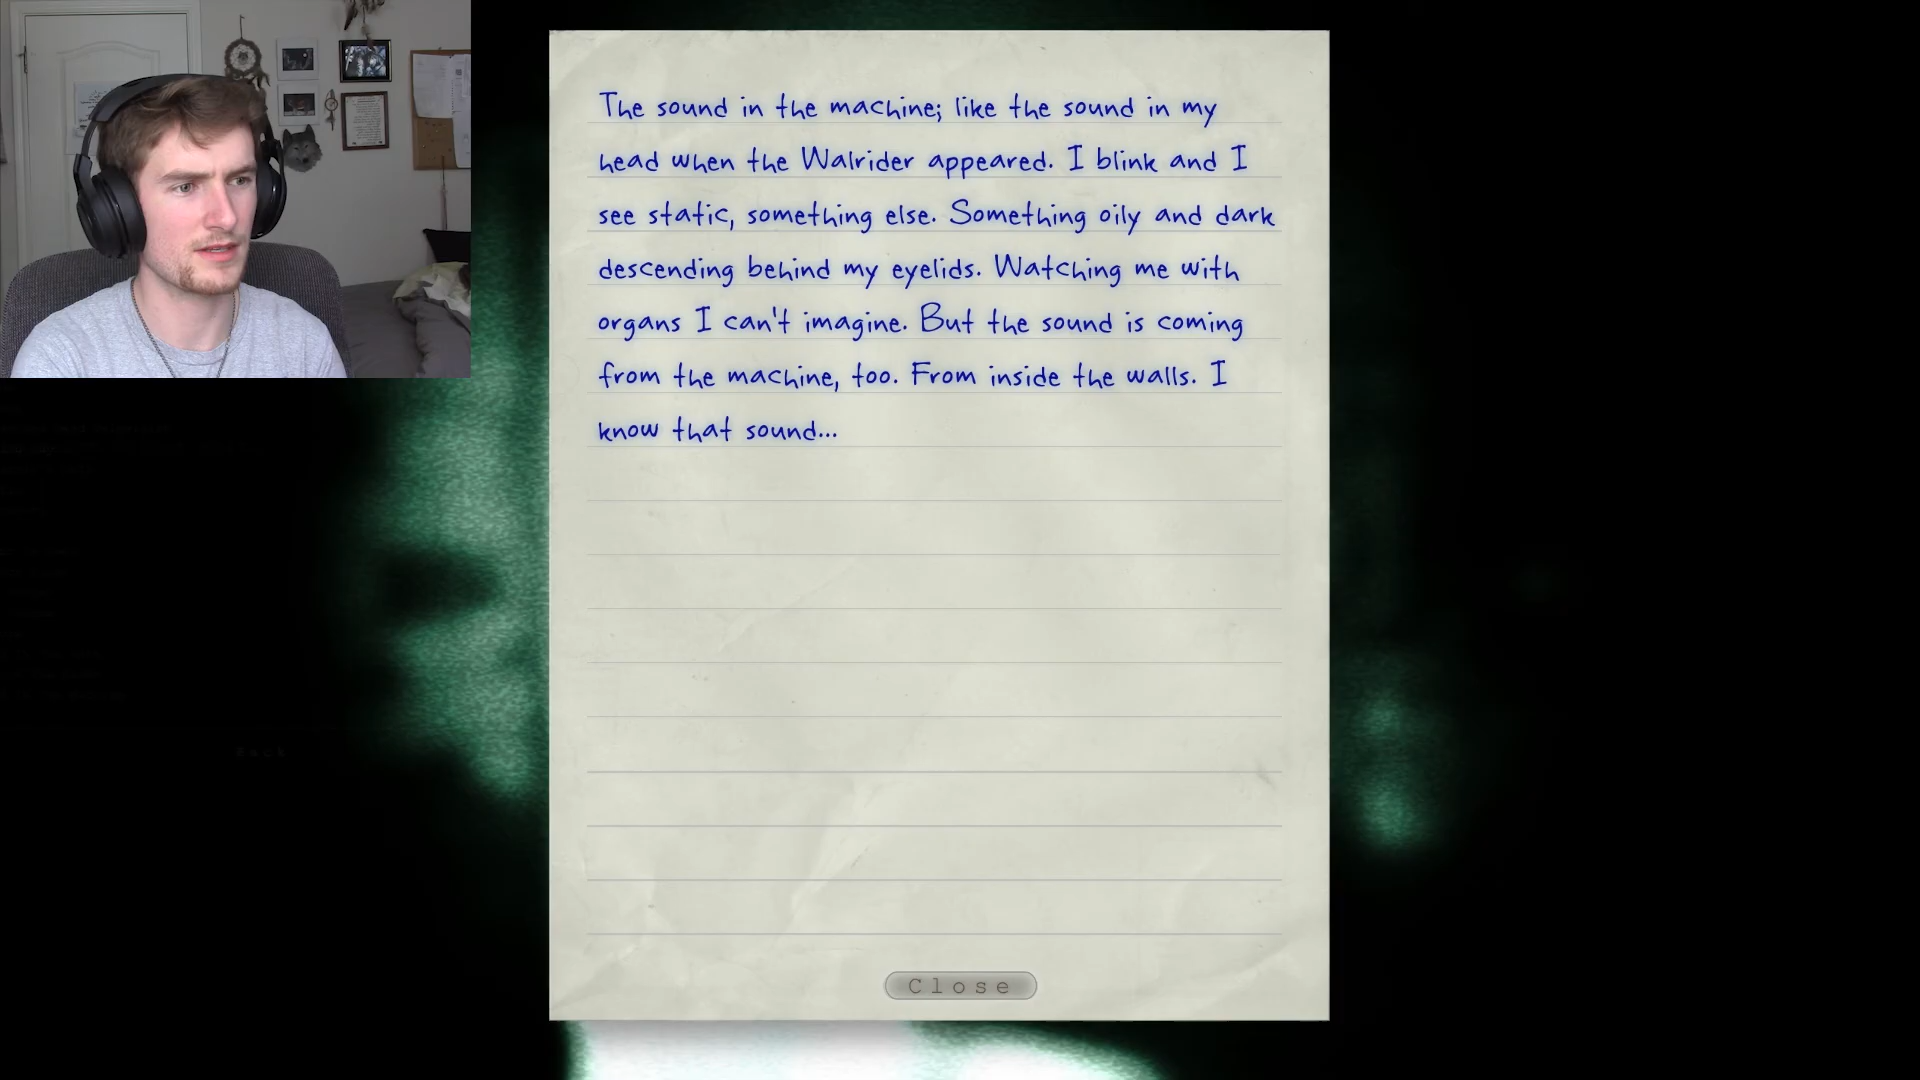 The sound in the machine; like the sound in my
head when the Walrider appeared. I blink and I
see static, something else. Something oily and dark
descending behind my eyelids. Watching me with
organs I can't imagine. But the sound is coming
from the machine, too. From inside the walls. I
know that sound...
Back
Close